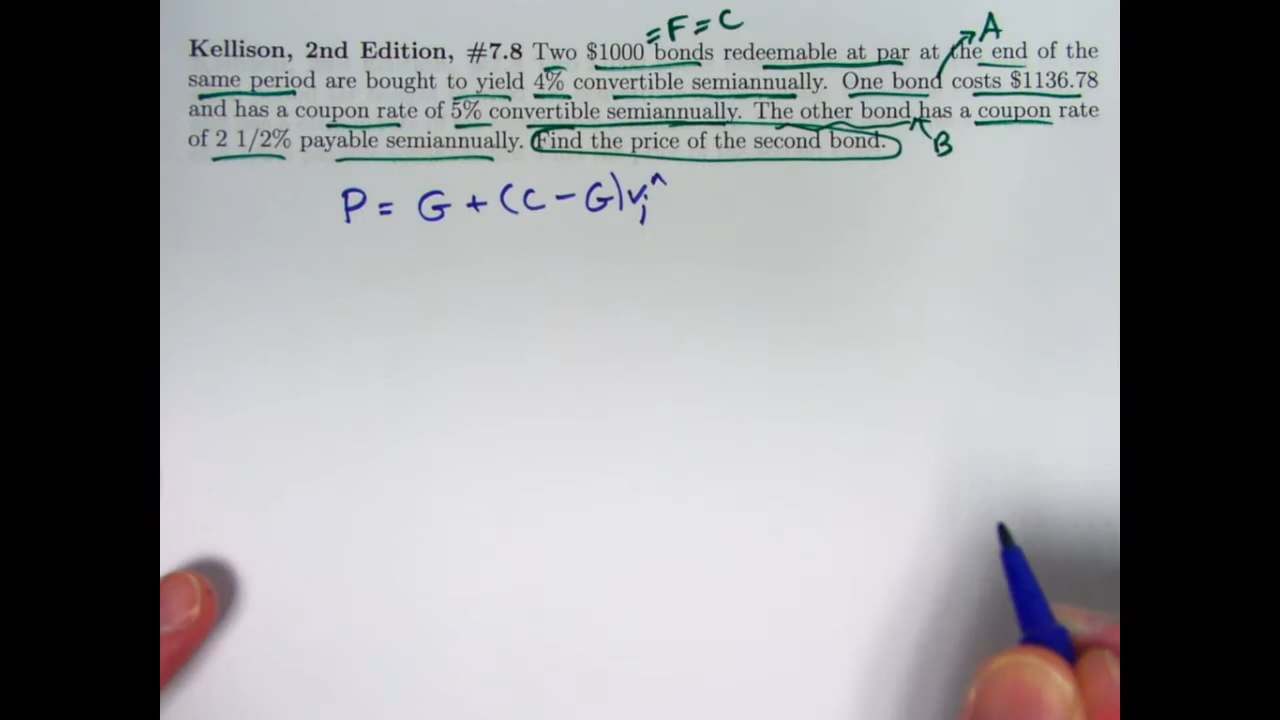 = F = C
A
Kellison, 2nd Edition, #7.8 Two $1000 bonds redeemable at par at the end of the
same period are bought to yield 4% convertible semiannually. One bond costs $1136.78
and has a coupon rate of 5% convertible semiannually. The other bond has a coupon rate
of 2 1/2% payable semiannually. Find the price of the second bond.
B
P = G + (C - G)v_i^n